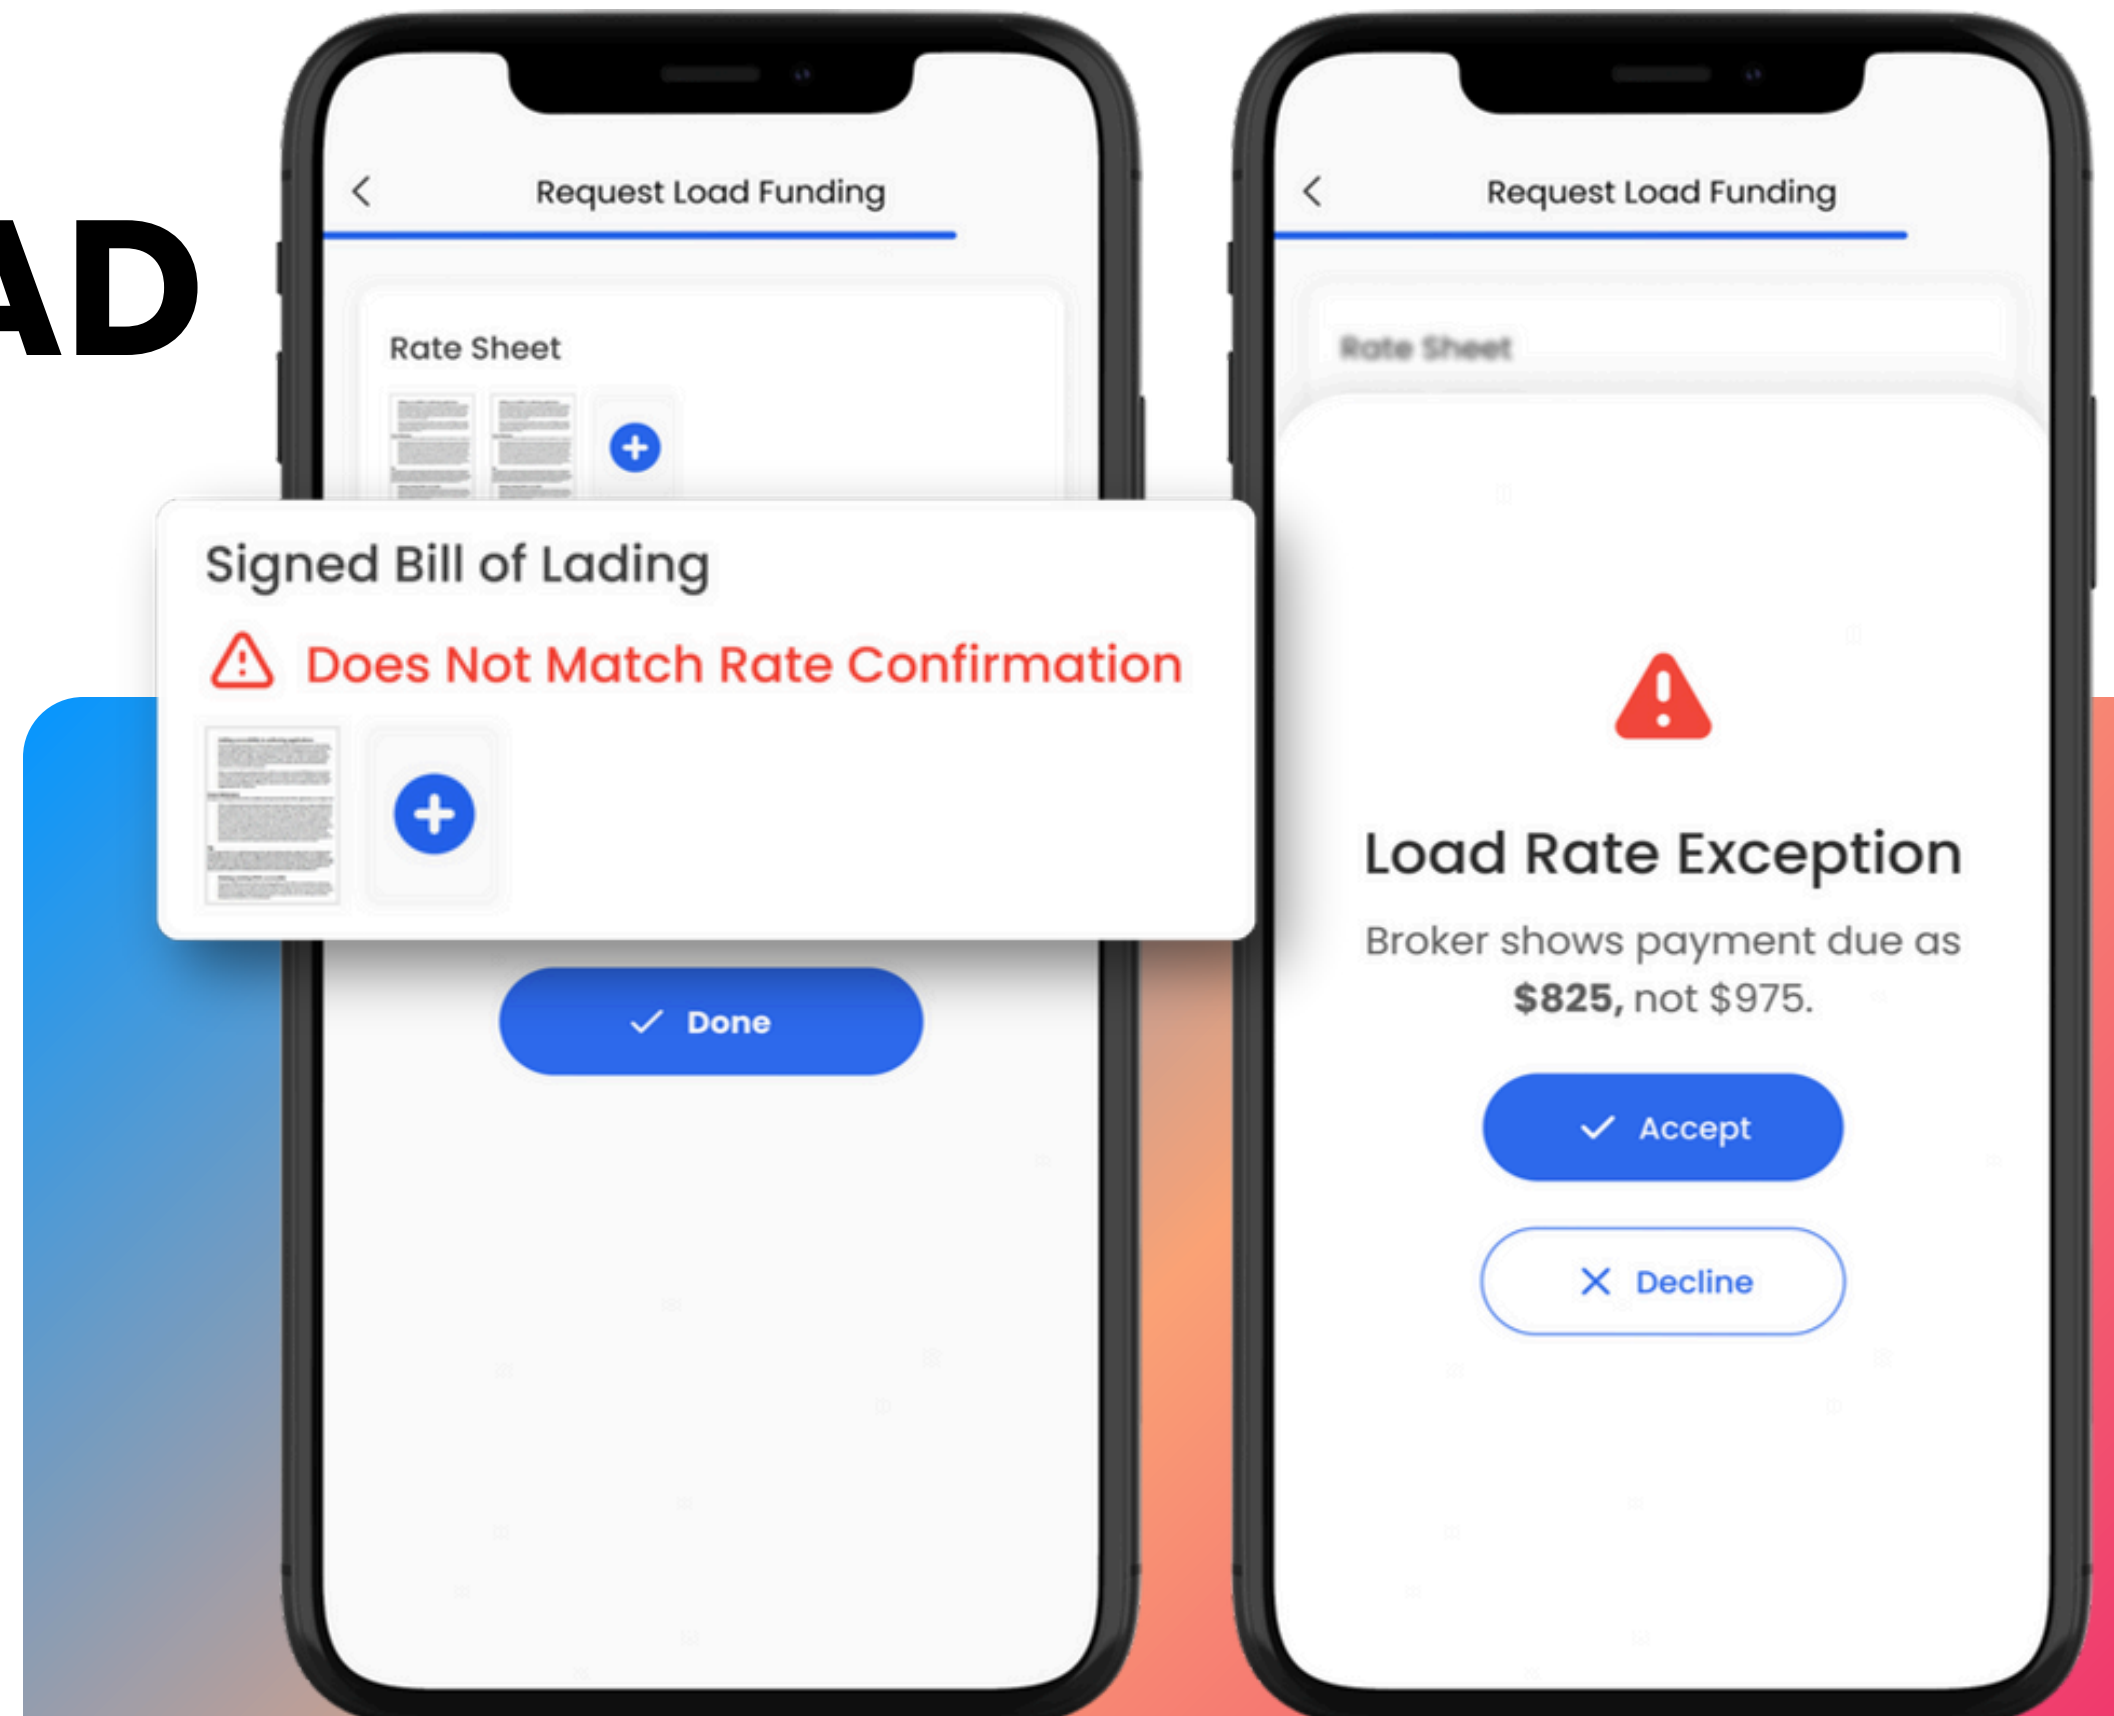 AD
Request Load Funding
Rate Sheet
Signed Bill of Lading
Does Not Match Rate Confirmation
Done
Request Load Funding
Rate Sheet
Load Rate Exception
Broker shows payment due as
$825, not $975.
Accept
Decline